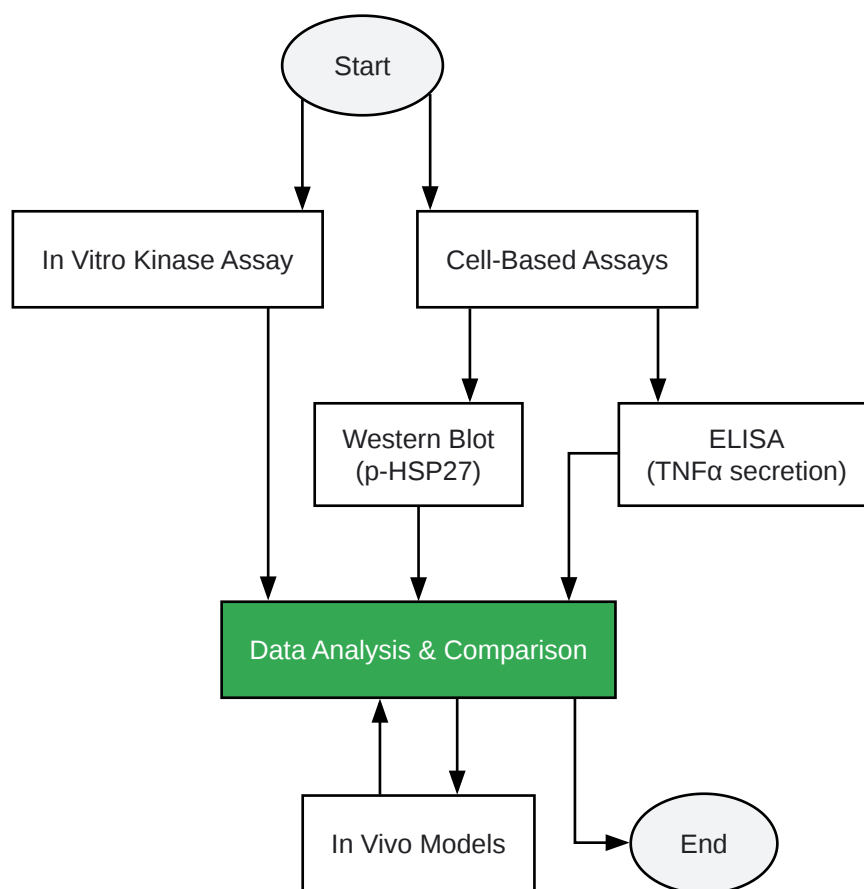 Start
In Vitro Kinase Assay
Cell-Based Assays
Western Blot
(p-HSP27)
ELISA
(TNFα secretion)
Data Analysis & Comparison
In Vivo Models
End